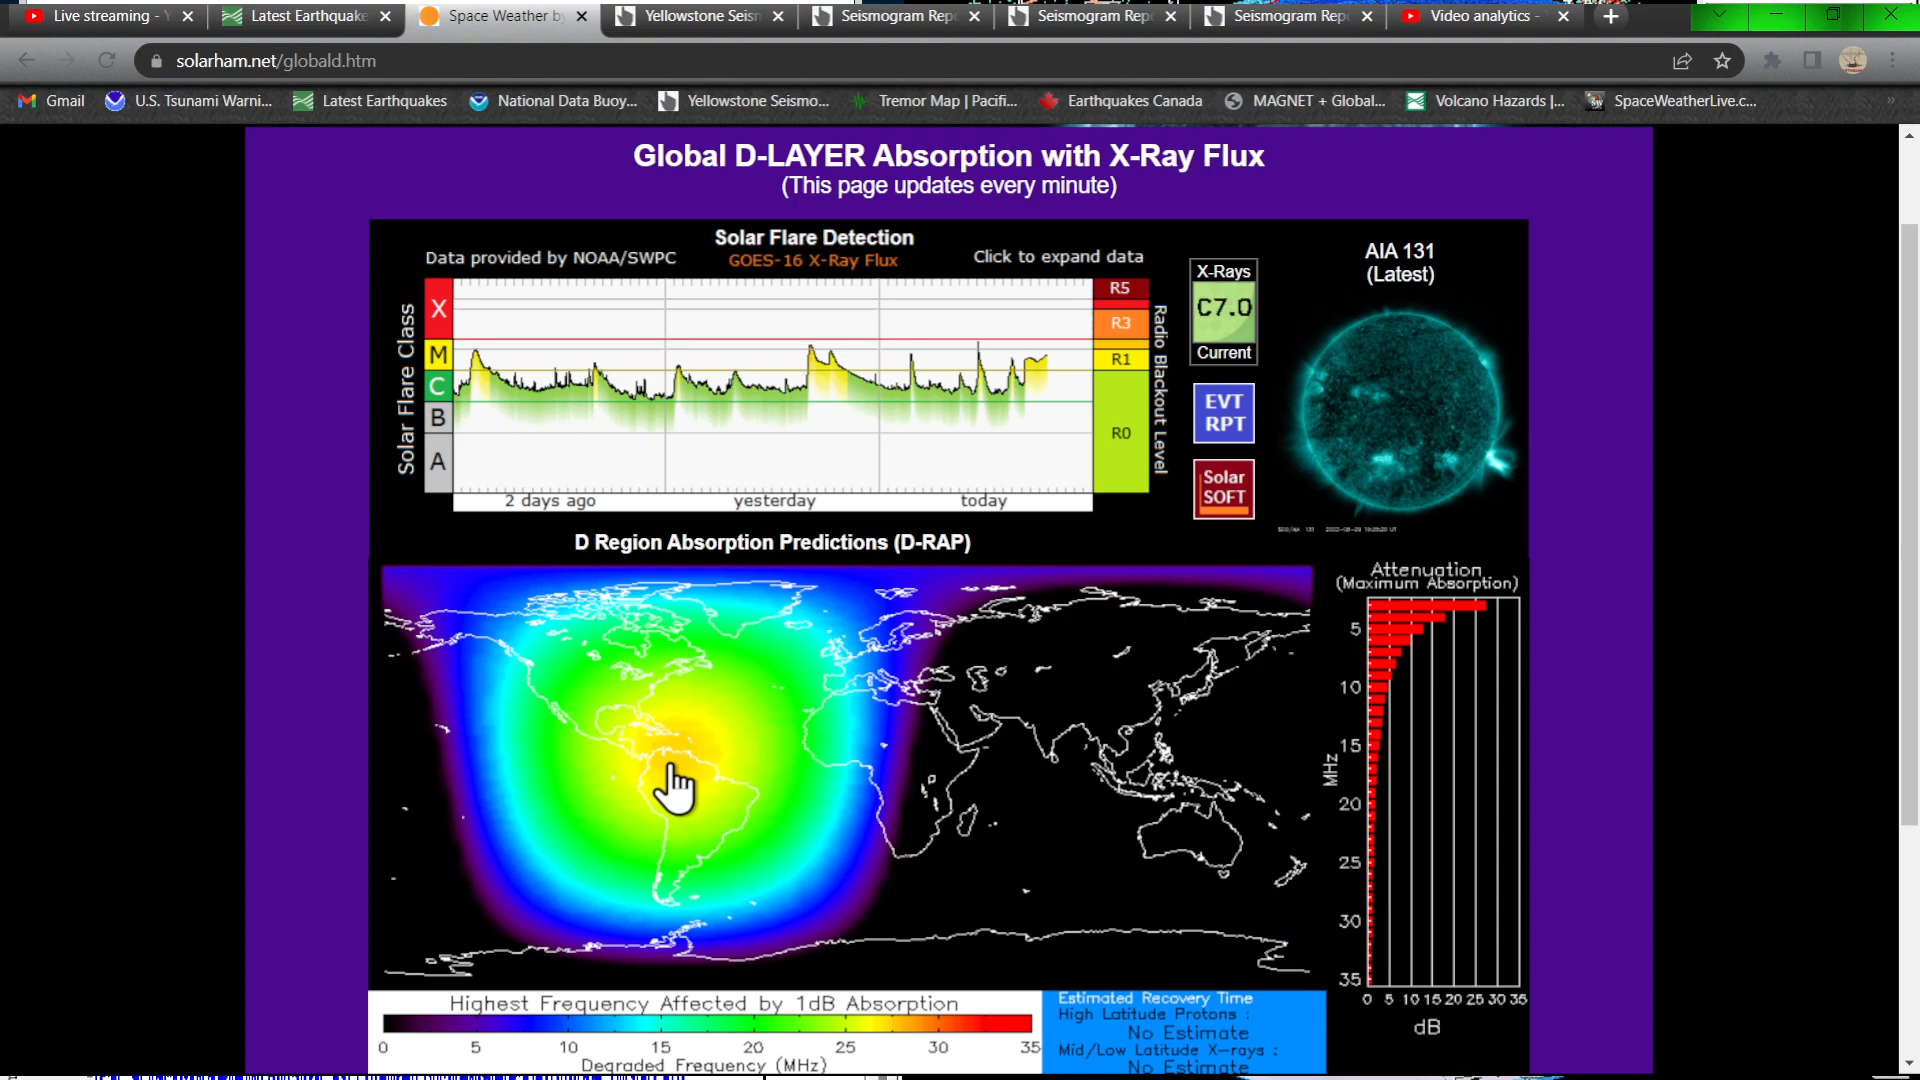 Live streaming - Y
Latest Earthquake
Space Weather b
Yellowstone Seisn
Seismogram Rep
Seismogram Rep
Seismogram Rep
Video analytics -
solarham.net/globald.htm
Gmail
U.S. Tsunami Warni...
Latest Earthquakes
National Data Buoy...
Yellowstone Seismo...
Tremor Map | Pacifi...
Earthquakes Canada
MAGNET + Global...
Volcano Hazards |...
SpaceWeatherLive.c...
Global D-LAYER Absorption with X-Ray Flux
(This page updates every minute)
Solar Flare Detection
Data provided by NOAA/SWPC
GOES-16 X-Ray Flux
Click to expand data
Solar Flare Class
X
M
C
B
A
R5
R3
R1
R0
Radio Blackout Level
2 days ago
yesterday
today
X-Rays
C7.0
Current
EVT
RPT
Solar
SOFT
AIA 131
(Latest)
D Region Absorption Predictions (D-RAP)
Attenuation
(Maximum Absorption)
5
10
15
20
25
30
35
MHz
0 5 10 15 20 25 30 35
dB
Highest Frequency Affected by 1dB Absorption
0 5 10 15 20 25 30 35
Degraded Frequency (MHz)
Estimated Recovery Time
High Latitude Protons :
No Estimate
Mid/Low Latitude X-rays :
No Estimate